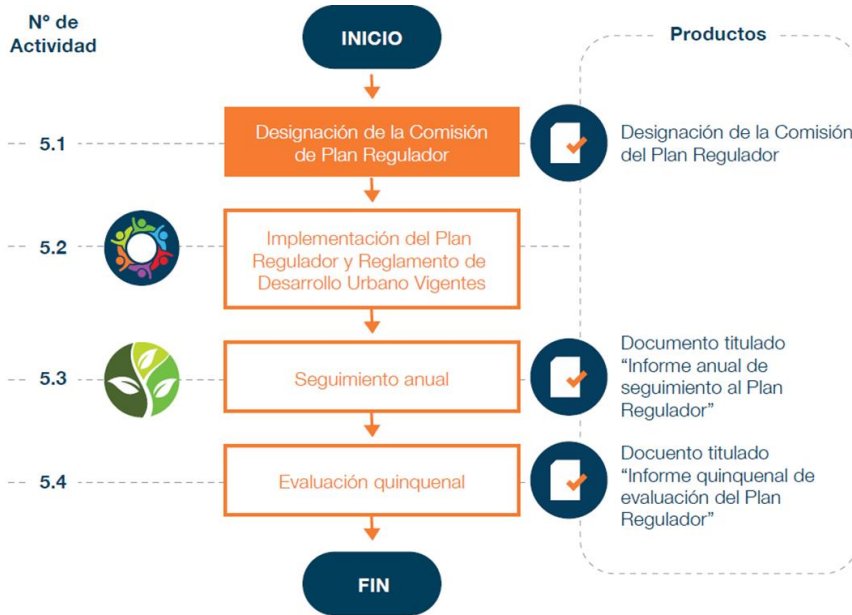 N° de
Actividad
INICIO
Productos
5.1
Designación de la Comisión
de Plan Regulador
Designación de la Comisión
del Plan Regulador
5.2
Implementación del Plan
Regulador y Reglamento de
Desarrollo Urbano Vigentes
5.3
Seguimiento anual
Documento titulado
“Informe anual de
seguimiento al Plan
Regulador”
5.4
Evaluación quinquenal
Docuento titulado
“Informe quinquenal de
evaluación del Plan
Regulador”
FIN